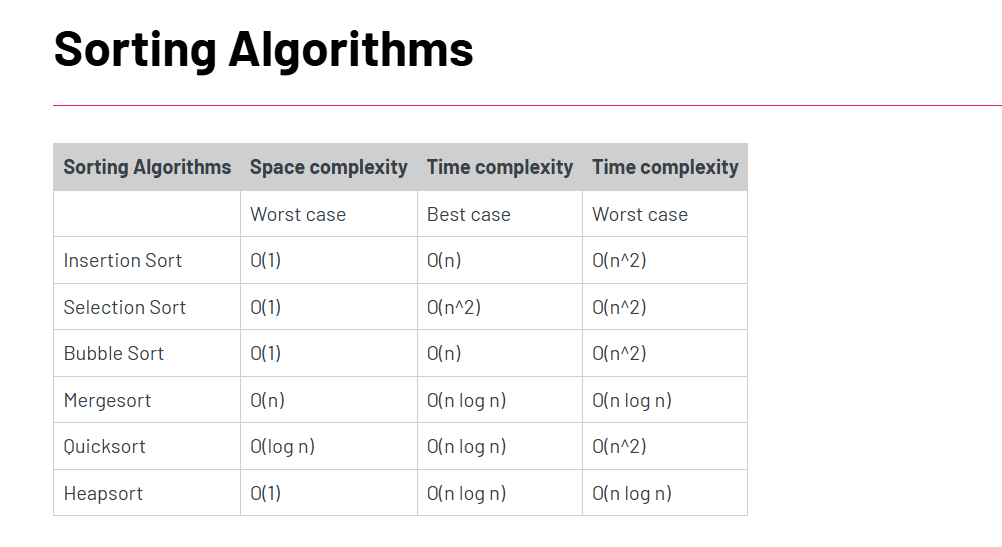 Sorting Algorithms
Sorting Algorithms Space complexity Time complexity Time complexity
Worst case Best case Worst case
Insertion Sort O(1) O(n) O(n^2)
Selection Sort O(1) O(n^2) O(n^2)
Bubble Sort O(1) O(n) O(n^2)
Mergesort O(n) O(n log n) O(n log n)
Quicksort O(log n) O(n log n) O(n^2)
Heapsort O(1) O(n log n) O(n log n)